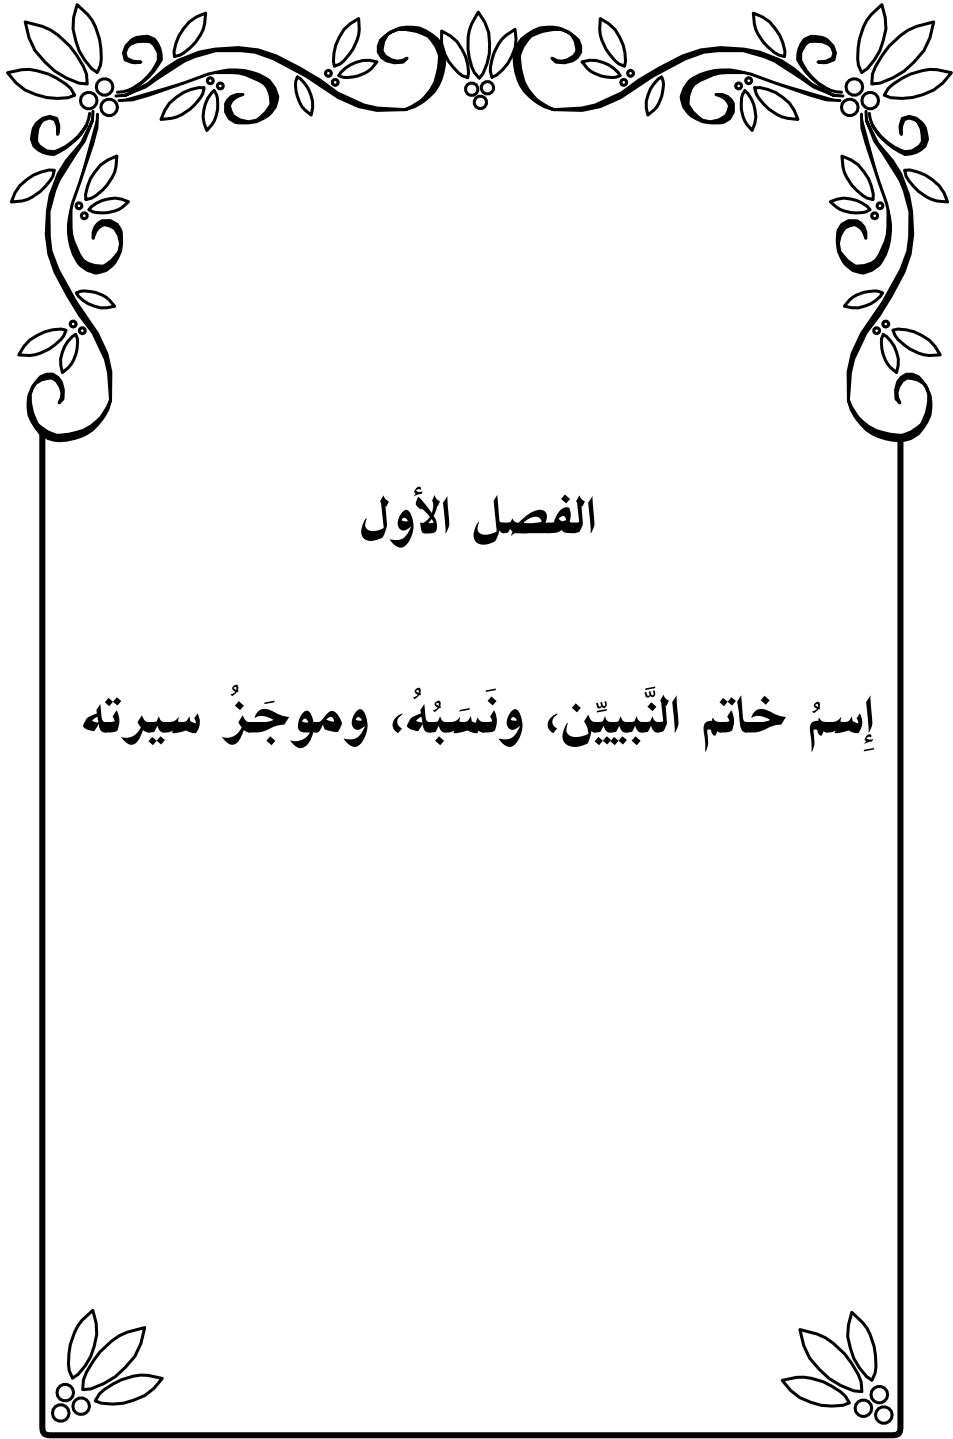 الفصل الأول
إِسمُ خاتم النَّبييِّن، ونَسَبُهُ، وموجَزُ سيرته